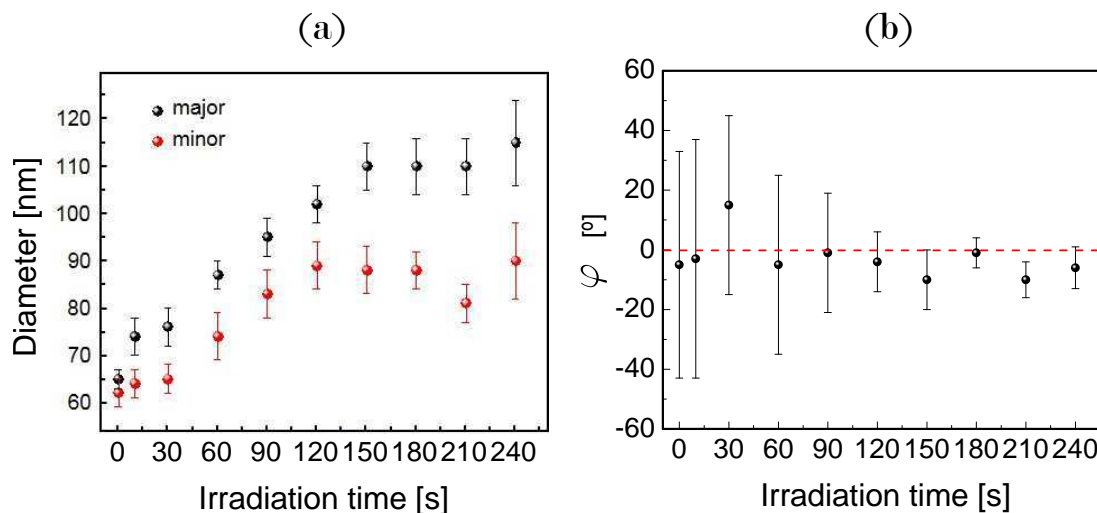 (a)
major
minor
Diameter [nm]
120
110
100
90
80
70
60
0 30 60 90 120 150 180 210 240
Irradiation time [s]
(b)
φ [º]
60
40
20
0
-20
-40
-60
0 30 60 90 120 150 180 210 240
Irradiation time [s]